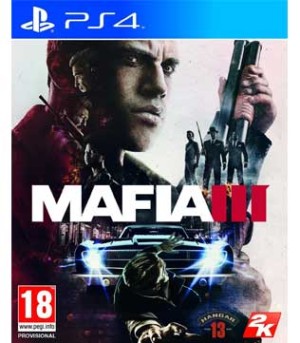 PS4
MAFIA III
18
www.pegi.info
PROVISIONAL
HANGAR
13
2K